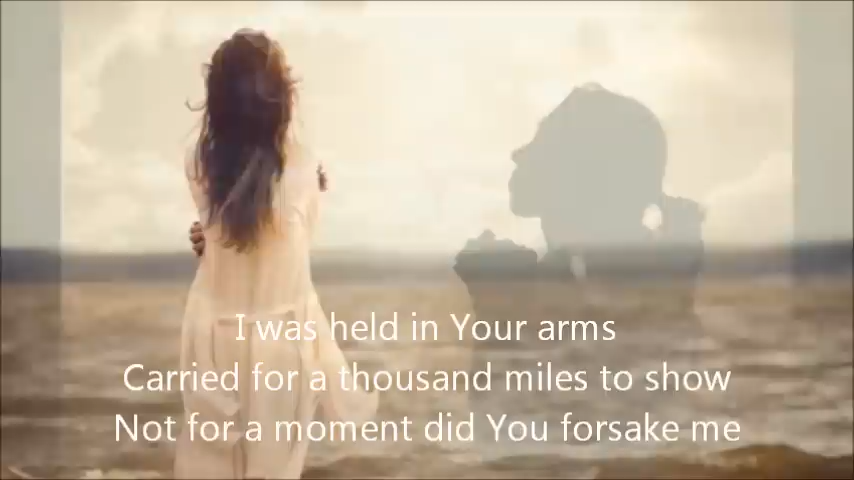 I was held in Your arms
Carried for a thousand miles to show
Not for a moment did You forsake me